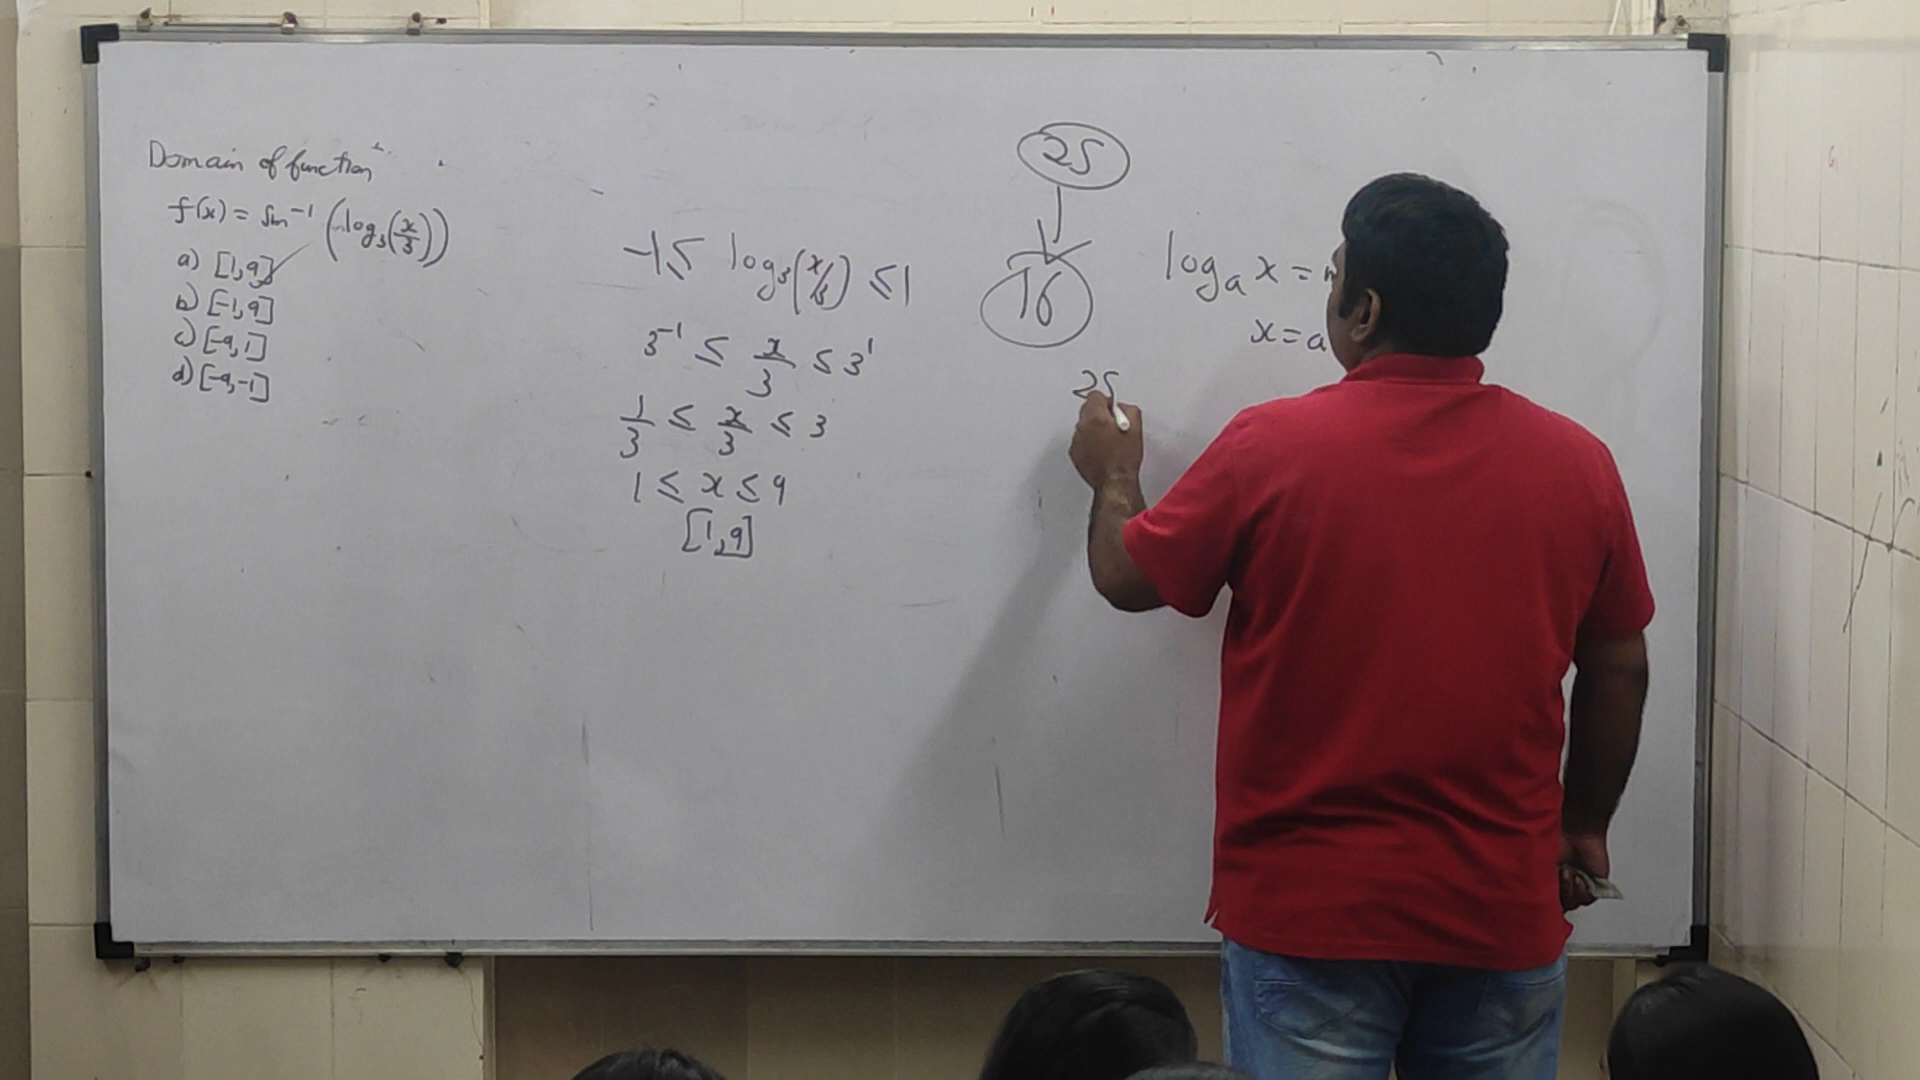 Domain of function
f(x) = Sin⁻¹ (log₃(x/3))
a) [1,9]
b) [-1,9]
c) [-9,1]
d) [-9,-1]
-1 ≤ log₃(x/3) ≤ 1
3⁻¹ ≤ x/3 ≤ 3¹
1/3 ≤ x/3 ≤ 3
1 ≤ x ≤ 9
[1,9]
25
16
logₐ x =
x = a
25